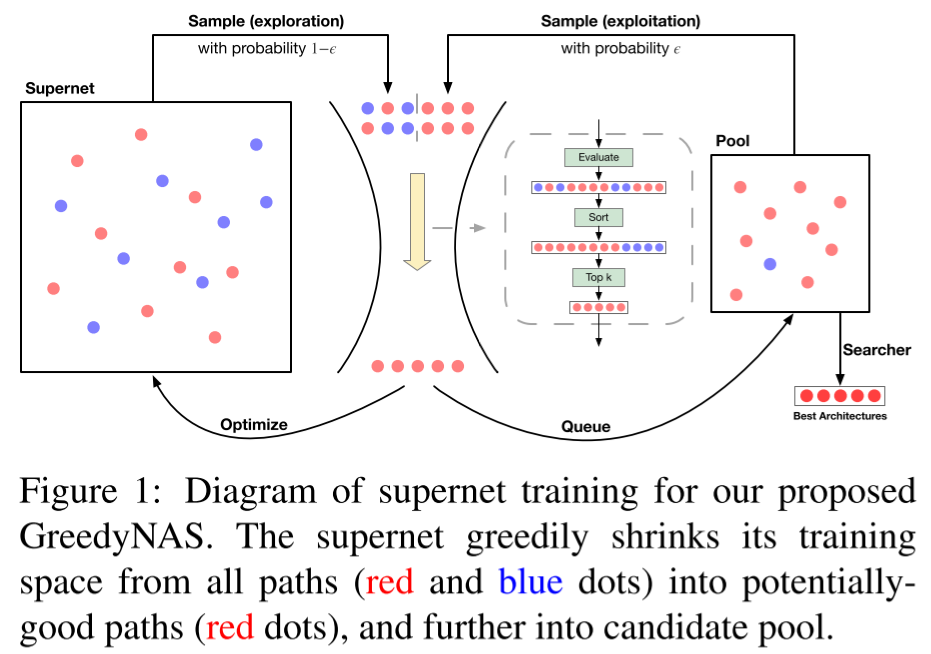 Sample (exploration)
with probability 1−ϵ
Sample (exploitation)
with probability ϵ
Supernet
Evaluate
Sort
Top k
Pool
Searcher
Best Architectures
Optimize
Queue
Figure 1: Diagram of supernet training for our proposed
GreedyNAS. The supernet greedily shrinks its training
space from all paths (red and blue dots) into potentially-
good paths (red dots), and further into candidate pool.